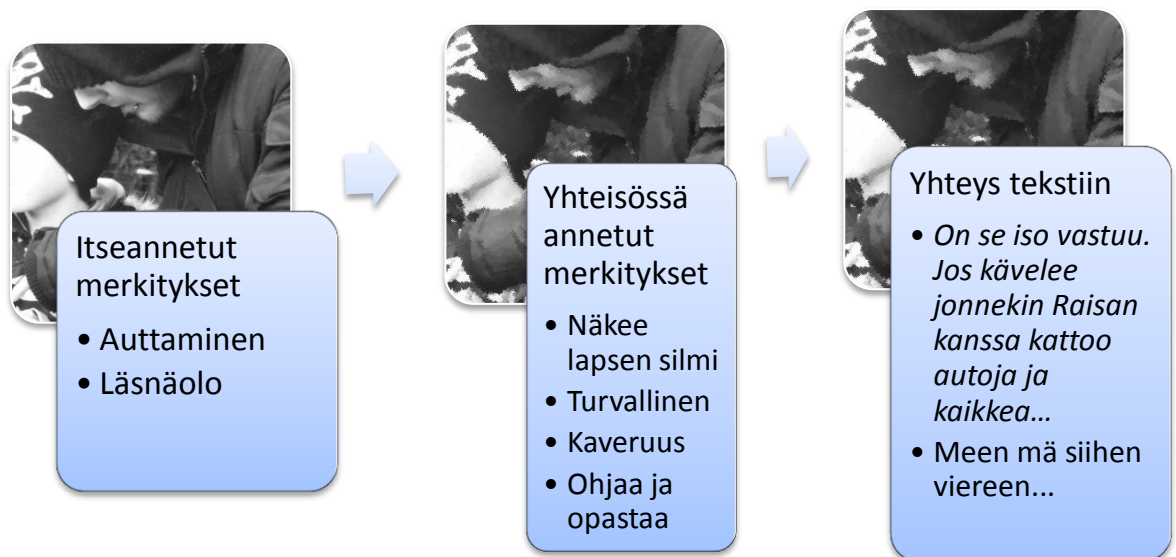 Itseannetut
merkitykset
• Auttaminen
• Läsnäolo
Yhteisössä
annetut
merkitykset
• Näkee
lapsen silmi
• Turvallinen
• Kaveruus
• Ohjaa ja
opastaa
Yhteys tekstiin
• On se iso vastuu.
Jos kävelee
jonnekin Raisan
kanssa kattoo
autoja ja
kaikkea…
• Meen mä siihen
viereen...